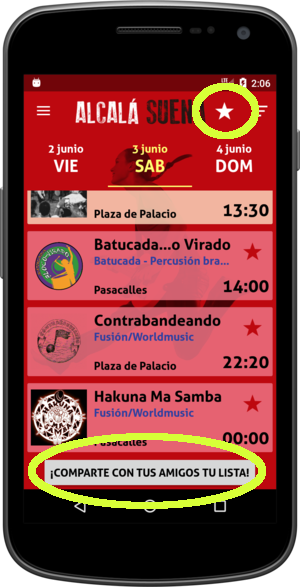 2:06
ALCALÁ SUENA
2 junio
VIE
3 junio
SAB
4 junio
DOM
Plaza de Palacio 13:30
Batucada...o Virado
Batucada - Percusión bra...
Pasacalles 14:00
Contrabandeando
Fusión/Worldmusic
Plaza de Palacio 22:20
Hakuna Ma Samba
Fusión/Worldmusic
Pasacalles 00:00
¡COMPARTE CON TUS AMIGOS TU LISTA!